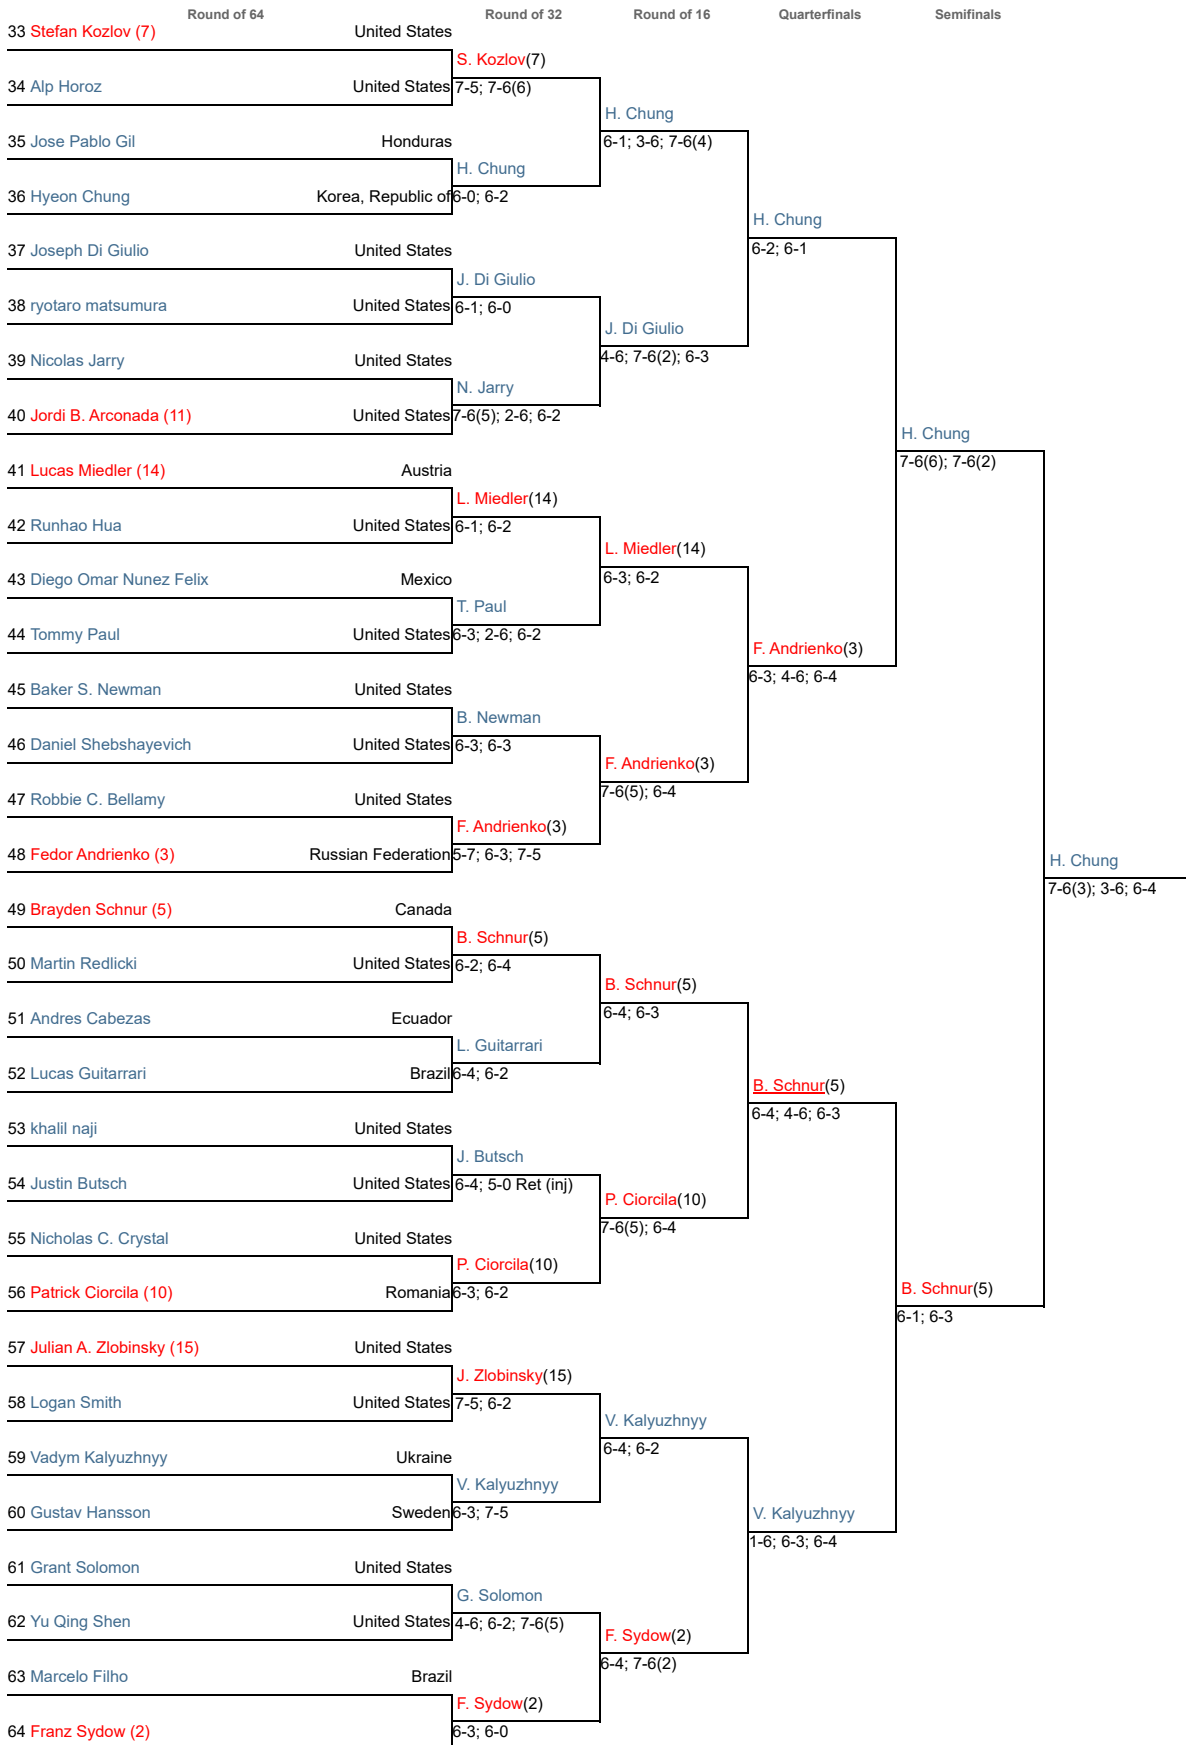 Round of 64 Round of 32 Round of 16 Quarterfinals Semifinals
33 Stefan Kozlov (7) United States
S. Kozlov(7)
34 Alp Horoz United States 7-5; 7-6(6)
H. Chung
35 Jose Pablo Gil Honduras 6-1; 3-6; 7-6(4)
H. Chung
36 Hyeon Chung Korea, Republic of 6-0; 6-2
H. Chung
37 Joseph Di Giulio United States 6-2; 6-1
J. Di Giulio
38 ryotaro matsumura United States 6-1; 6-0
J. Di Giulio
39 Nicolas Jarry United States 4-6; 7-6(2); 6-3
N. Jarry
40 Jordi B. Arconada (11) United States 7-6(5); 2-6; 6-2
H. Chung
41 Lucas Miedler (14) Austria 7-6(6); 7-6(2)
L. Miedler(14)
42 Runhao Hua United States 6-1; 6-2
L. Miedler(14)
43 Diego Omar Nunez Felix Mexico 6-3; 6-2
T. Paul
44 Tommy Paul United States 6-3; 2-6; 6-2
F. Andrienko(3)
6-3; 4-6; 6-4
45 Baker S. Newman United States
B. Newman
46 Daniel Shebshayevich United States 6-3; 6-3
F. Andrienko(3)
47 Robbie C. Bellamy United States 7-6(5); 6-4
F. Andrienko(3)
48 Fedor Andrienko (3) Russian Federation 5-7; 6-3; 7-5
H. Chung
7-6(3); 3-6; 6-4
49 Brayden Schnur (5) Canada
B. Schnur(5)
50 Martin Redlicki United States 6-2; 6-4
B. Schnur(5)
51 Andres Cabezas Ecuador 6-4; 6-3
L. Guitarrari
52 Lucas Guitarrari Brazil 6-4; 6-2
B. Schnur(5)
53 khalil naji United States 6-4; 4-6; 6-3
J. Butsch
54 Justin Butsch United States 6-4; 5-0 Ret (inj)
P. Ciorcila(10)
55 Nicholas C. Crystal United States 7-6(5); 6-4
P. Ciorcila(10)
56 Patrick Ciorcila (10) Romania 6-3; 6-2
B. Schnur(5)
6-1; 6-3
57 Julian A. Zlobinsky (15) United States
J. Zlobinsky(15)
58 Logan Smith United States 7-5; 6-2
V. Kalyuzhnyy
59 Vadym Kalyuzhnyy Ukraine 6-4; 6-2
V. Kalyuzhnyy
60 Gustav Hansson Sweden 6-3; 7-5
V. Kalyuzhnyy
1-6; 6-3; 6-4
61 Grant Solomon United States
G. Solomon
62 Yu Qing Shen United States 4-6; 6-2; 7-6(5)
F. Sydow(2)
63 Marcelo Filho Brazil 6-4; 7-6(2)
F. Sydow(2)
64 Franz Sydow (2) 6-3; 6-0